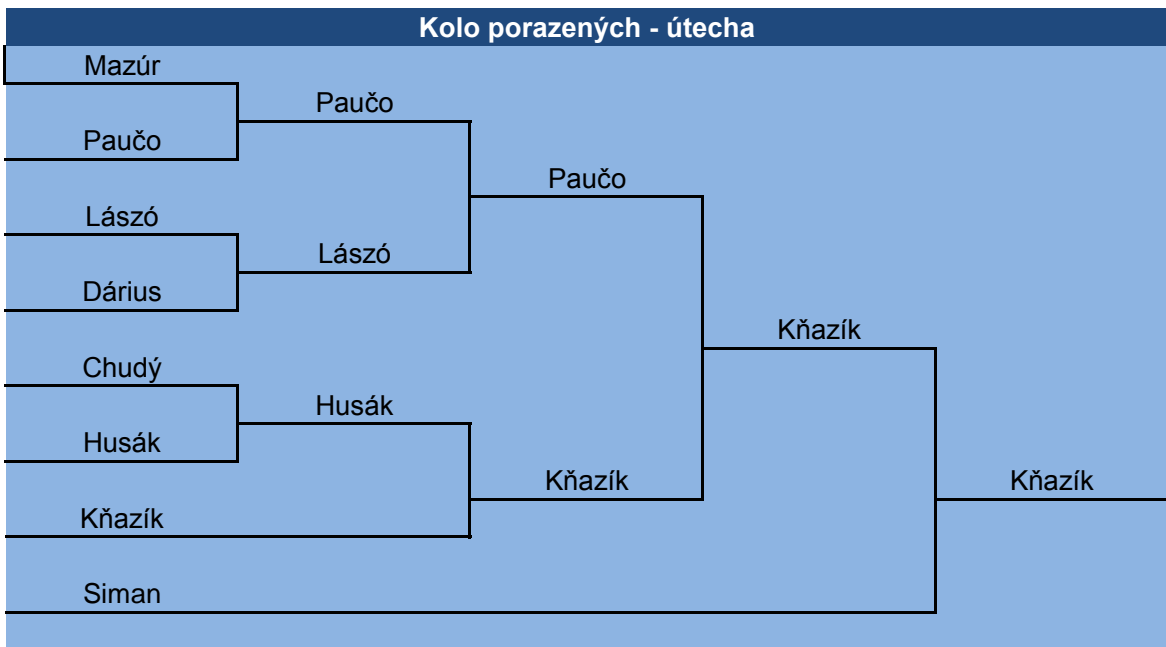 Kolo porazených - útecha
Mazúr
Paučo
Paučo
Paučo
Lászó
Lászó
Dárius
Kňazík
Chudý
Husák
Husák
Kňazík
Kňazík
Kňazík
Siman